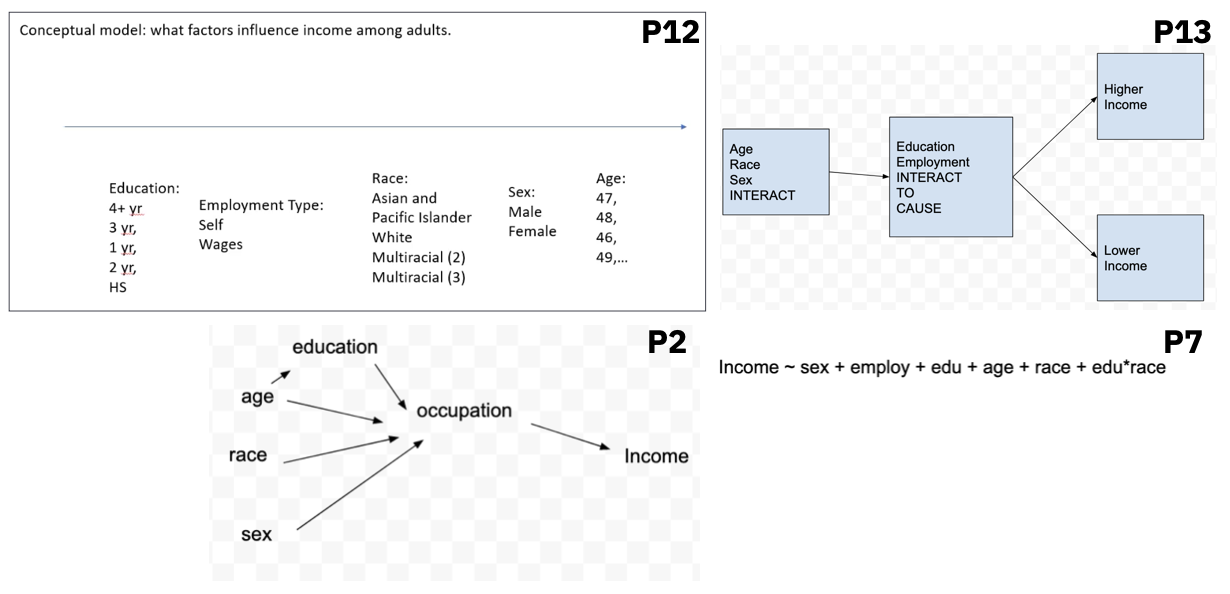 Conceptual model: what factors influence income among adults.
P12
Education:
4+ yr
3 yr,
1 yr,
2 yr,
HS
Employment Type:
Self
Wages
Race:
Asian and
Pacific Islander
White
Multiracial (2)
Multiracial (3)
Sex:
Male
Female
Age:
47,
48,
46,
49,...
P13
Age
Race
Sex
INTERACT
Education
Employment
INTERACT
TO
CAUSE
Higher
Income
Lower
Income
P2
education
age
occupation
race
Income
sex
P7
Income ~ sex + employ + edu + age + race + edu*race